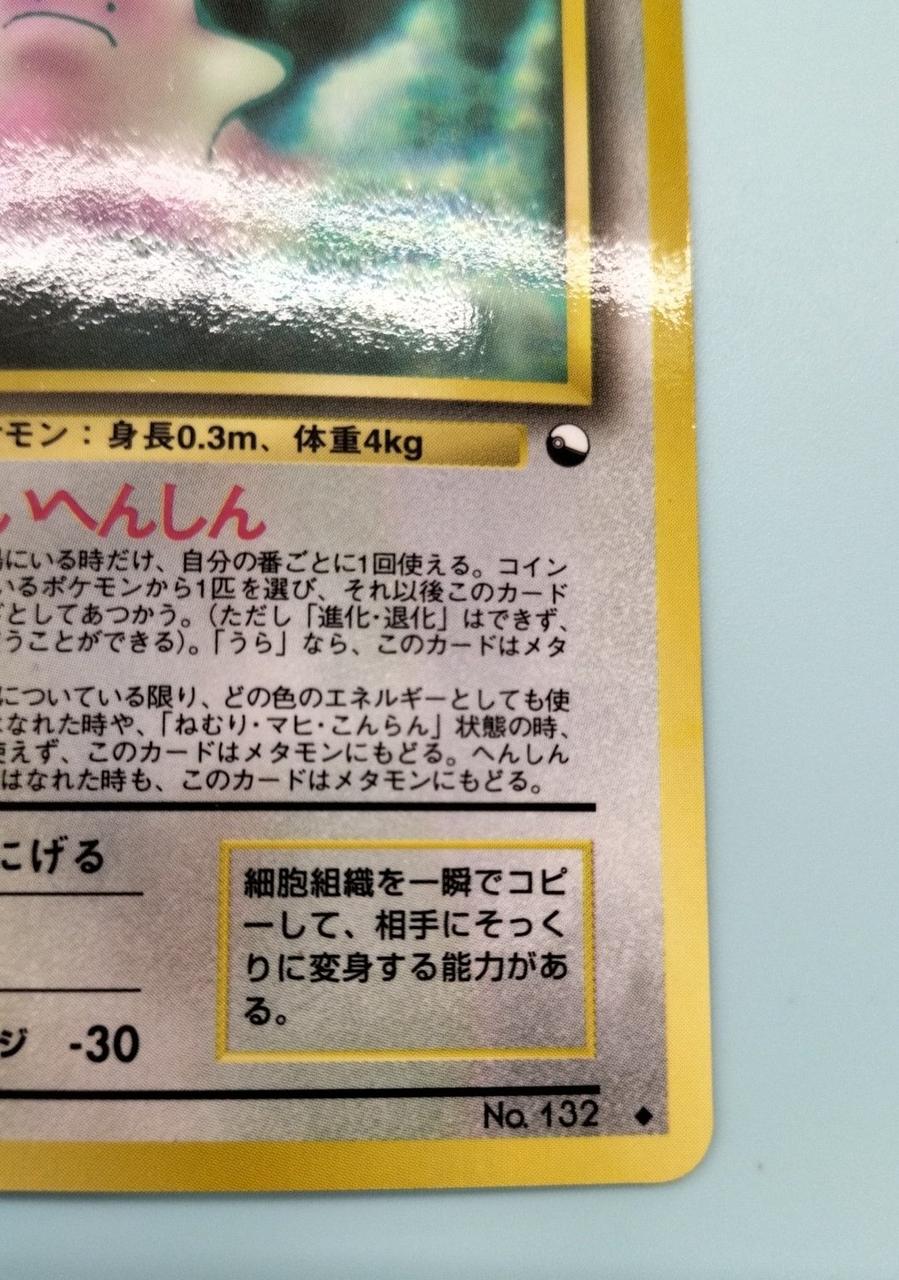 モン：身長0.3m、体重4kg
いへんしん
にいる時だけ、自分の番ごとに1回使える。コイン
いるポケモンから1匹を選び、それ以後このカード
としてあつかう。(ただし「進化･退化」はできず、
うことができる)。「うら」なら、このカードはメタ
についている限り、どの色のエネルギーとしても使
なれた時や、「ねむり･マヒ･こんらん」状態の時、
使えず、このカードはメタモンにもどる。へんしん
はなれた時も、このカードはメタモンにもどる。
にげる
細胞組織を一瞬でコピ
ーして、相手にそっく
りに変身する能力があ
る。
ジ -30
No. 132 ◆